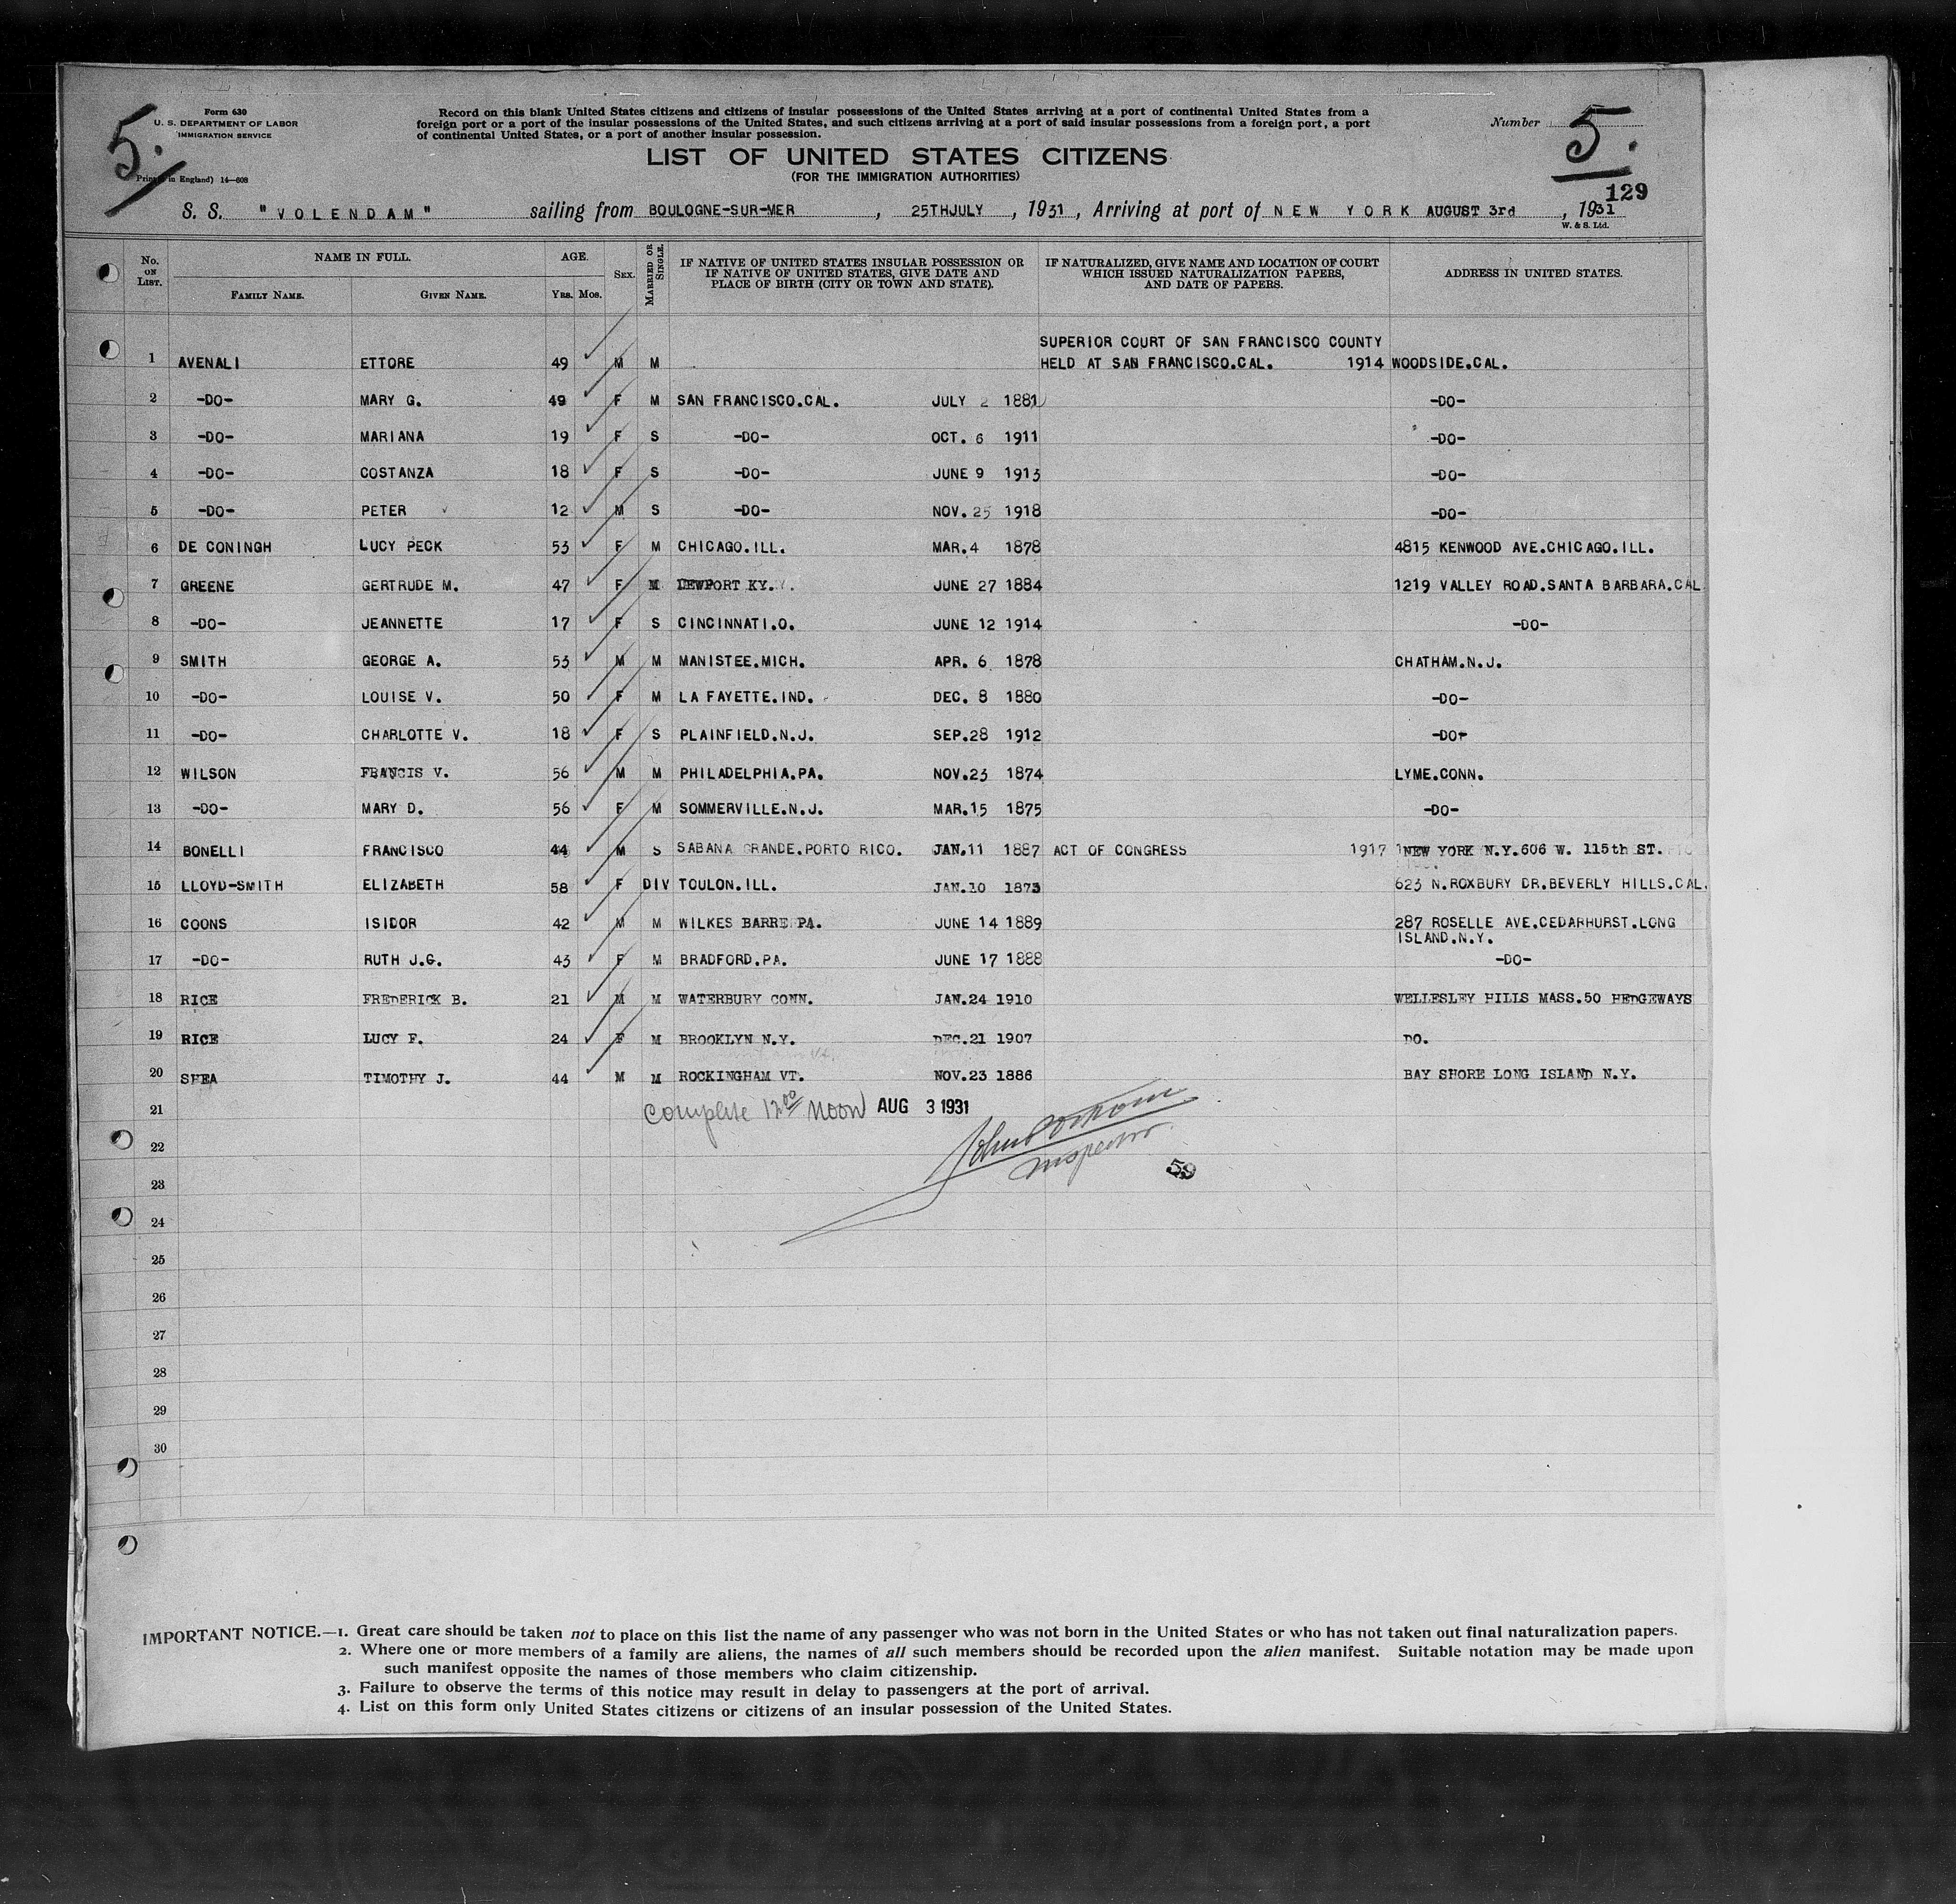 Form 630
U. S. DEPARTMENT OF LABOR
IMMIGRATION SERVICE
5.
in England) 14—608
Record on this blank United States citizens and citizens of insular possessions of the United States arriving at a port of continental United States from a
foreign port or a port of the insular possessions of the United States, and such citizens arriving at a port of said insular possessions from a foreign port, a port
of continental United States, or a port of another insular possession.
Number 5.
LIST OF UNITED STATES CITIZENS
(FOR THE IMMIGRATION AUTHORITIES)
129
S. S. "VOLENDAM" sailing from BOULOGNE-SUR-MER , 25THJULY , 1931 , Arriving at port of NEW YORK AUGUST 3rd , 1931
W. & S. Ltd.
No. ON LIST. NAME IN FULL. AGE. SEX. MARRIED OR SINGLE. IF NATIVE OF UNITED STATES INSULAR POSSESSION OR IF NATIVE OF UNITED STATES, GIVE DATE AND PLACE OF BIRTH (CITY OR TOWN AND STATE). IF NATURALIZED, GIVE NAME AND LOCATION OF COURT WHICH ISSUED NATURALIZATION PAPERS, AND DATE OF PAPERS. ADDRESS IN UNITED STATES.
FAMILY NAME. GIVEN NAME. YRS. MOS.
SUPERIOR COURT OF SAN FRANCISCO COUNTY
1 AVENALI ETTORE 49 M M HELD AT SAN FRANCISCO.CAL. 1914 WOODSIDE.CAL.
2 -DO- MARY G. 49 F M SAN FRANCISCO.CAL. JULY 2 1881 -DO-
3 -DO- MARIANA 19 F S -DO- OCT. 6 1911 -DO-
4 -DO- COSTANZA 18 F S -DO- JUNE 9 1913 -DO-
5 -DO- PETER 12 M S -DO- NOV. 25 1918 -DO-
6 DE CONINGH LUCY PECK 53 F M CHICAGO.ILL. MAR.4 1878 4815 KENWOOD AVE.CHICAGO.ILL.
7 GREENE GERTRUDE M. 47 F M KY. JUNE 27 1884 1219 VALLEY ROAD.SANTA BARBARA.CAL
8 -DO- JEANNETTE 17 F S CINCINNATI.O. JUNE 12 1914 -DO-
9 SMITH GEORGE A. 53 M M MANISTEE.MICH. APR. 6 1878 CHATHAM.N.J.
10 -DO- LOUISE V. 50 F M LA FAYETTE.IND. DEC. 8 1880 -DO-
11 -DO- CHARLOTTE V. 18 F S PLAINFIELD.N.J. SEP.28 1912 -DO-
12 WILSON FRANCIS V. 56 M M PHILADELPHIA.PA. NOV.23 1874 LYME.CONN.
13 -DO- MARY D. 56 F M SOMMERVILLE.N.J. MAR.15 1875 -DO-
14 BONELLI FRANCISCO 44 M S SABANA GRANDE.PORTO RICO. JAN.11 1887 ACT OF CONGRESS 1917 NEW YORK N.Y.606 W. 115th ST.
15 LLOYD-SMITH ELIZABETH 58 F DIV TOULON.ILL. JAN.10 1873 623 N.ROXBURY DR.BEVERLY HILLS.CAL.
16 COONS ISIDOR 42 M M WILKES BARRE PA. JUNE 14 1889 287 ROSELLE AVE.CEDARHURST.LONG
ISLAND.N.Y.
17 -DO- RUTH J.G. 43 F M BRADFORD.PA. JUNE 17 1888 -DO-
18 RICE FREDERICK B. 21 M M WATERBURY CONN. JAN.24 1910 WELLESLEY HILLS MASS.50 HEDGEWAYS
19 RICE LUCY F. 24 F M BROOKLYN N.Y. DEC.21 1907 DO.
20 SHEA TIMOTHY J. 44 M M ROCKINGHAM VT. NOV.23 1886 BAY SHORE LONG ISLAND N.Y.
21 Complete 12 00 Noon AUG 3 1931
22 Inspector
59
23
24
25
26
27
28
29
30
IMPORTANT NOTICE.—1. Great care should be taken not to place on this list the name of any passenger who was not born in the United States or who has not taken out final naturalization papers.
2. Where one or more members of a family are aliens, the names of all such members should be recorded upon the alien manifest. Suitable notation may be made upon
such manifest opposite the names of those members who claim citizenship.
3. Failure to observe the terms of this notice may result in delay to passengers at the port of arrival.
4. List on this form only United States citizens or citizens of an insular possession of the United States.